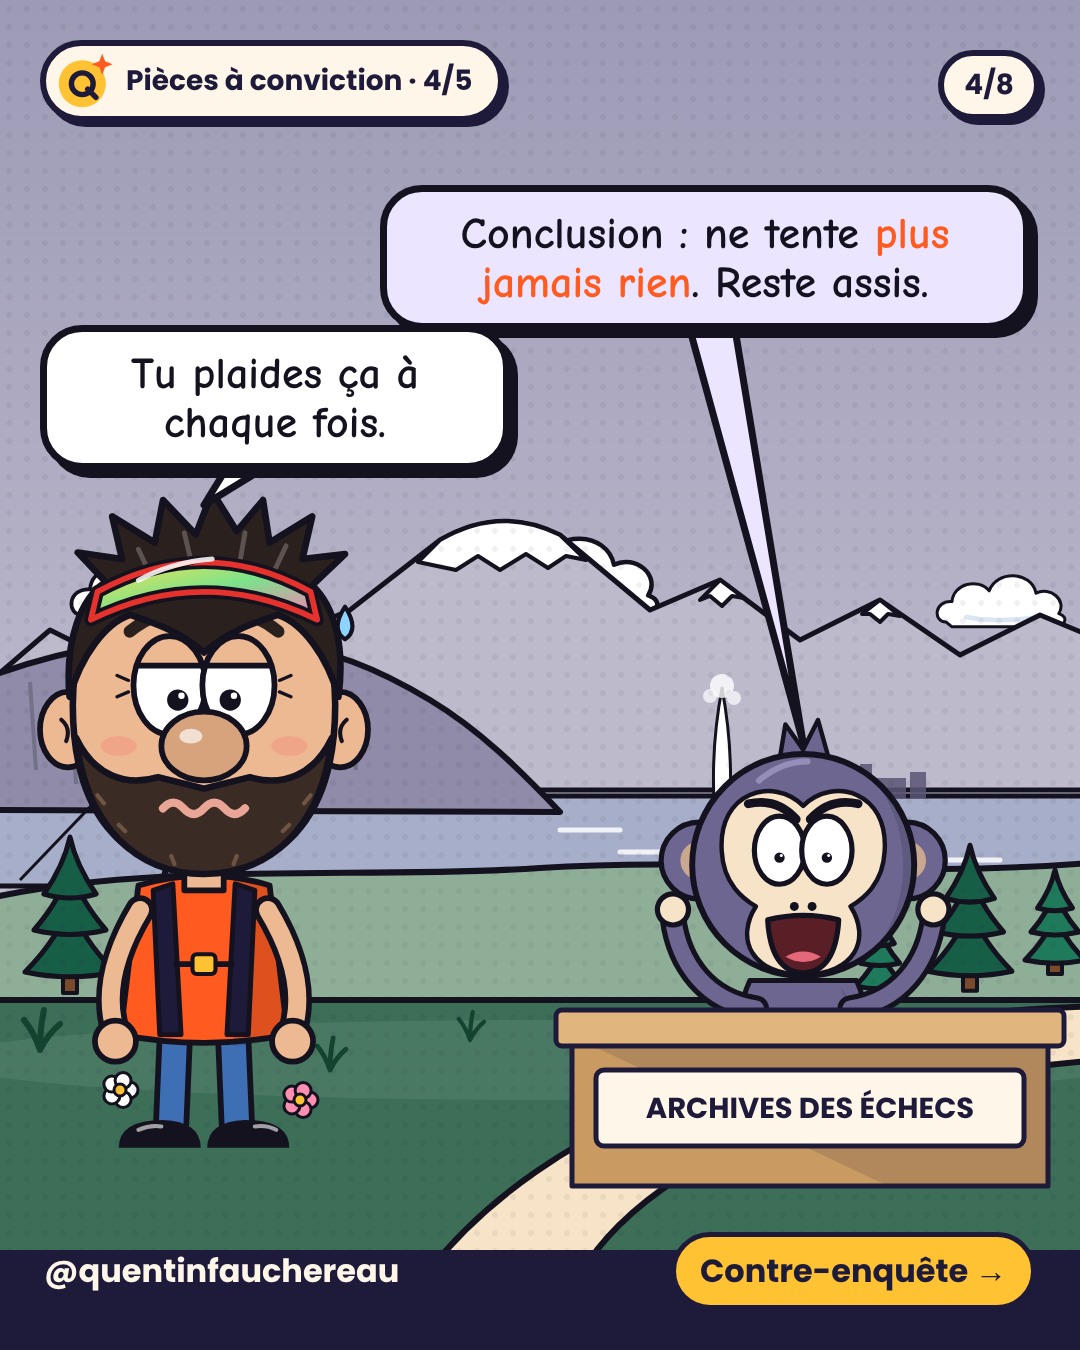 Q
Pièces à conviction · 4/5
4/8
Conclusion : ne tente plus
jamais rien. Reste assis.
Tu plaides ça à
chaque fois.
ARCHIVES DES ÉCHECS
@quentinfauchereau
Contre-enquête →